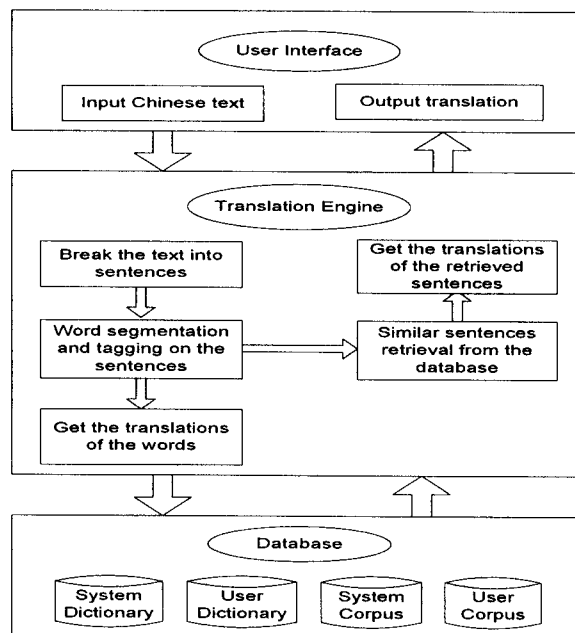 User Interface
Input Chinese text
Output translation
Translation Engine
Break the text into
sentences
Get the translations
of the retrieved
sentences
Word segmentation
and tagging on the
sentences
Similar sentences
retrieval from the
database
Get the translations
of the words
Database
System
Dictionary
User
Dictionary
System
Corpus
User
Corpus